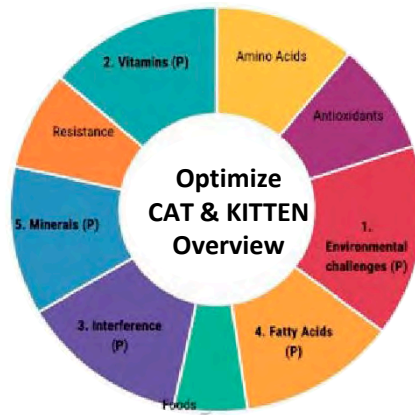 2. Vitamins (P)
Amino Acids
Antioxidants
1.
Environmental
challenges (P)
4. Fatty Acids
(P)
Foods
3. Interference
(P)
5. Minerals (P)
Resistance
Optimize
CAT & KITTEN
Overview